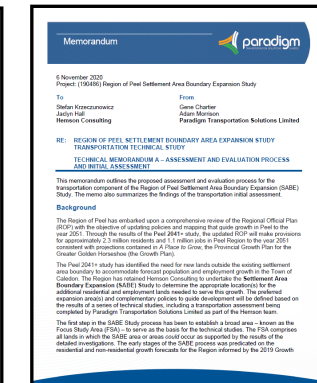 Memorandum
paradigm
6 November 2020
Project: (190486) Region of Peel Settlement Area Boundary Expansion Study
To
From
Stefan Krzeczunowicz
Gene Chartier
Jaclyn Hall
Adam Morrison
Hemson Consulting
Paradigm Transportation Solutions Limited
RE: REGION OF PEEL SETTLEMENT BOUNDARY AREA EXPANSION STUDY
TRANSPORTATION TECHNICAL STUDY
TECHNICAL MEMORANDUM A – ASSESSMENT AND EVALUATION PROCESS
AND INITIAL ASSESSMENT
This memorandum outlines the proposed assessment and evaluation process for the
transportation component of the Region of Peel Settlement Area Boundary Expansion (SABE)
Study. The memo also summarizes the findings of the transportation initial assessment.
Background
The Region of Peel has embarked upon a comprehensive review of the Regional Official Plan
(ROP) with the objective of updating policies and mapping that guide growth in Peel to the
year 2051. Through the results of the Peel 2041+ study, the updated ROP will make provisions
for approximately 2.3 million residents and 1.1 million jobs in Peel Region to the year 2051
consistent with projections contained in A Place to Grow, the Provincial Growth Plan for the
Greater Golden Horseshoe (the Growth Plan).
The Peel 2041+ study has identified the need for new lands outside the existing settlement
area boundary to accommodate forecast population and employment growth in the Town of
Caledon. The Region has retained Hemson Consulting to undertake the Settlement Area
Boundary Expansion (SABE) Study to determine the appropriate location(s) for the
additional residential and employment lands needed to serve this growth. The preferred
expansion area(s) and complementary policies to guide development will be defined based on
the results of a series of technical studies, including a transportation assessment being
completed by Paradigm Transportation Solutions Limited as part of the Hemson team.
The first step in the SABE Study process has been to establish a broad area – known as the
Focus Study Area (FSA) – to serve as the basis for the technical studies. The FSA comprises
all lands in which the SABE area or areas could occur as supported by the results of the
detailed investigations. The early stages of the SABE process was predicated on the
residential and non-residential growth forecasts for the Region informed by the 2019 Growth